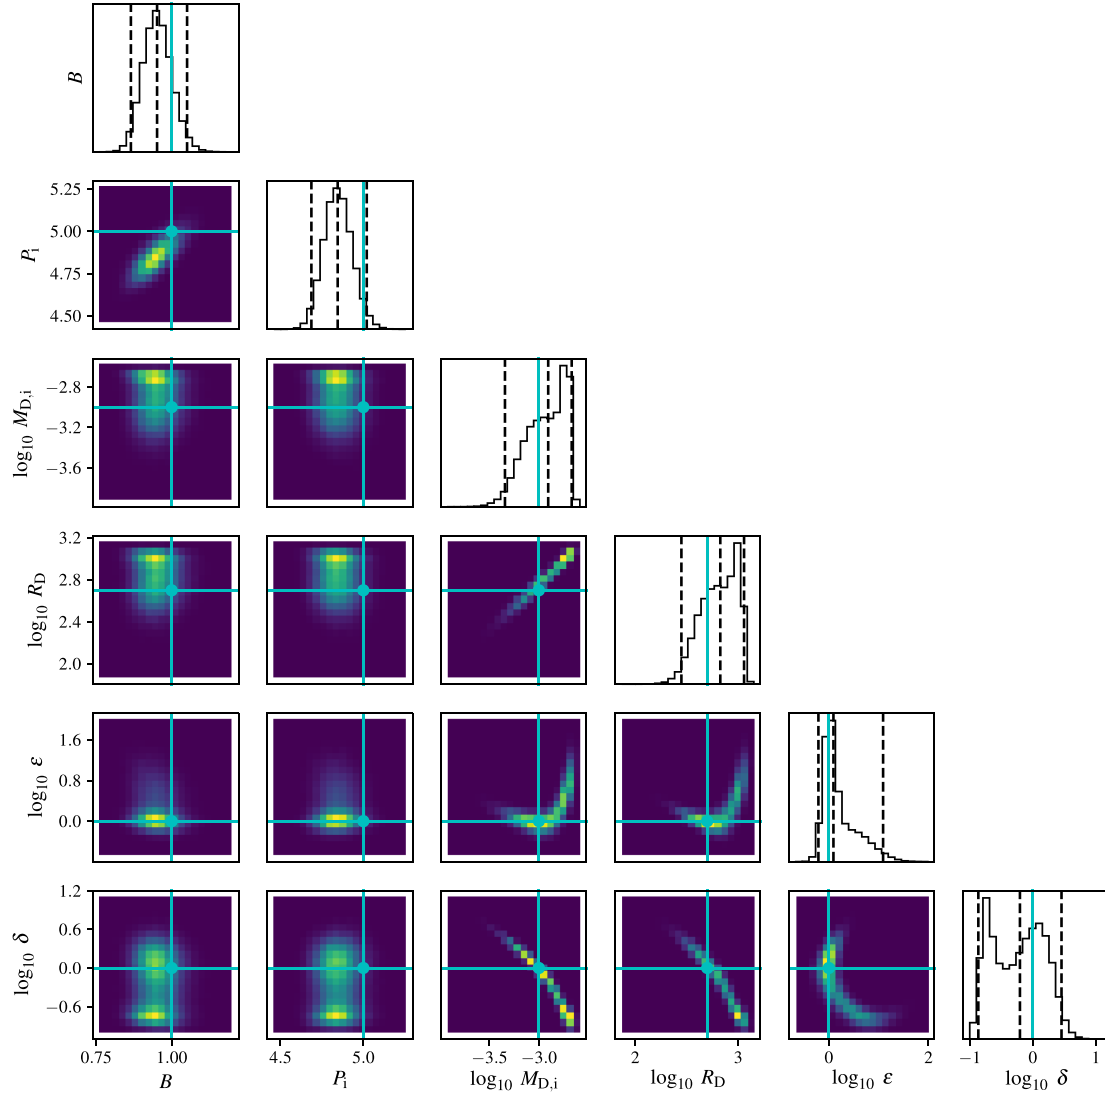 B
5.25
5.00
4.75
4.50
P_i
−2.8
−3.2
−3.6
log₁₀ M_D,i
3.2
2.8
2.4
2.0
log₁₀ R_D
1.6
0.8
0.0
log₁₀ ε
1.2
0.6
0.0
−0.6
log₁₀ δ
0.75 1.00 4.5 5.0 −3.5 −3.0 2 3 0 2 −1 0 1
B P_i log₁₀ M_D,i log₁₀ R_D log₁₀ ε log₁₀ δ